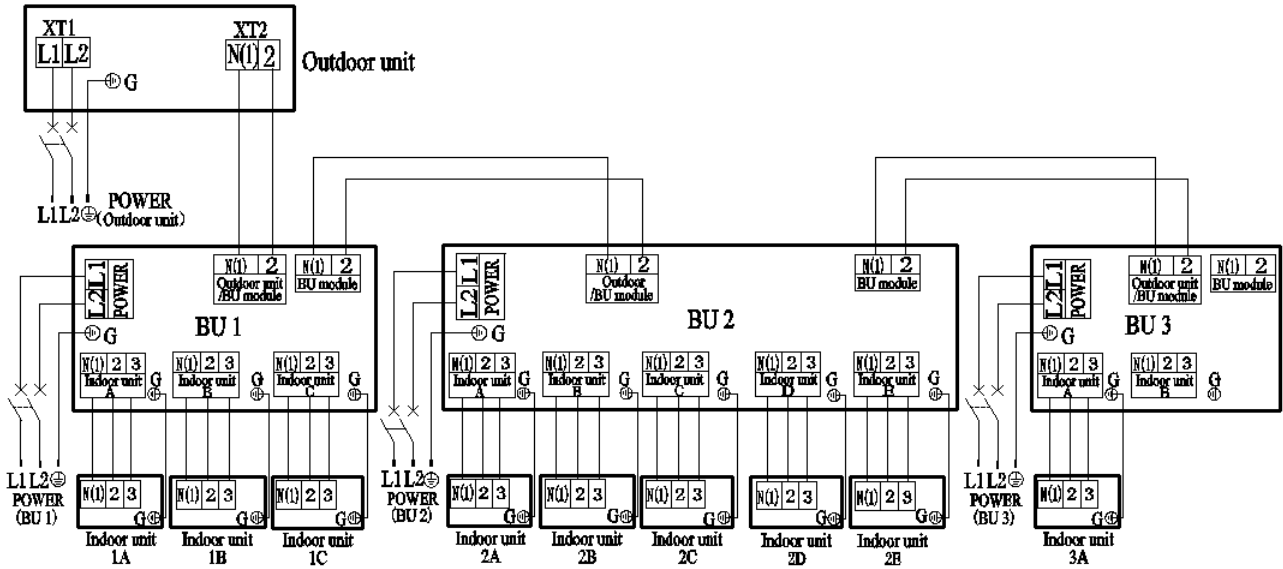 XT1
L1 L2
XT2
N(1) 2
Outdoor unit
G
L1 L2
POWER
(Outdoor unit)
L2 L1
POWER
N(1) 2
Outdoor unit
/BU module
N(1) 2
BU module
BU 1
G
N(1) 2 3
Indoor unit
A
G
N(1) 2 3
Indoor unit
B
G
N(1) 2 3
Indoor unit
C
G
L1 L2
POWER
(BU 1)
N(1) 2 3
G
Indoor unit
1A
N(1) 2 3
G
Indoor unit
1B
N(1) 2 3
G
Indoor unit
1C
L2 L1
POWER
N(1) 2
Outdoor
/BU module
N(1) 2
BU module
BU 2
G
N(1) 2 3
Indoor unit
A
G
N(1) 2 3
Indoor unit
B
G
N(1) 2 3
Indoor unit
C
G
N(1) 2 3
Indoor unit
D
G
N(1) 2 3
Indoor unit
E
G
L1 L2
POWER
(BU 2)
N(1) 2 3
G
Indoor unit
2A
N(1) 2 3
G
Indoor unit
2B
N(1) 2 3
G
Indoor unit
2C
N(1) 2 3
G
Indoor unit
2D
N(1) 2 3
G
Indoor unit
2E
L2 L1
POWER
N(1) 2
Outdoor unit
/BU module
N(1) 2
BU module
BU 3
G
N(1) 2 3
Indoor unit
A
G
N(1) 2 3
Indoor unit
B
G
L1 L2
POWER
(BU 3)
N(1) 2 3
G
Indoor unit
3A